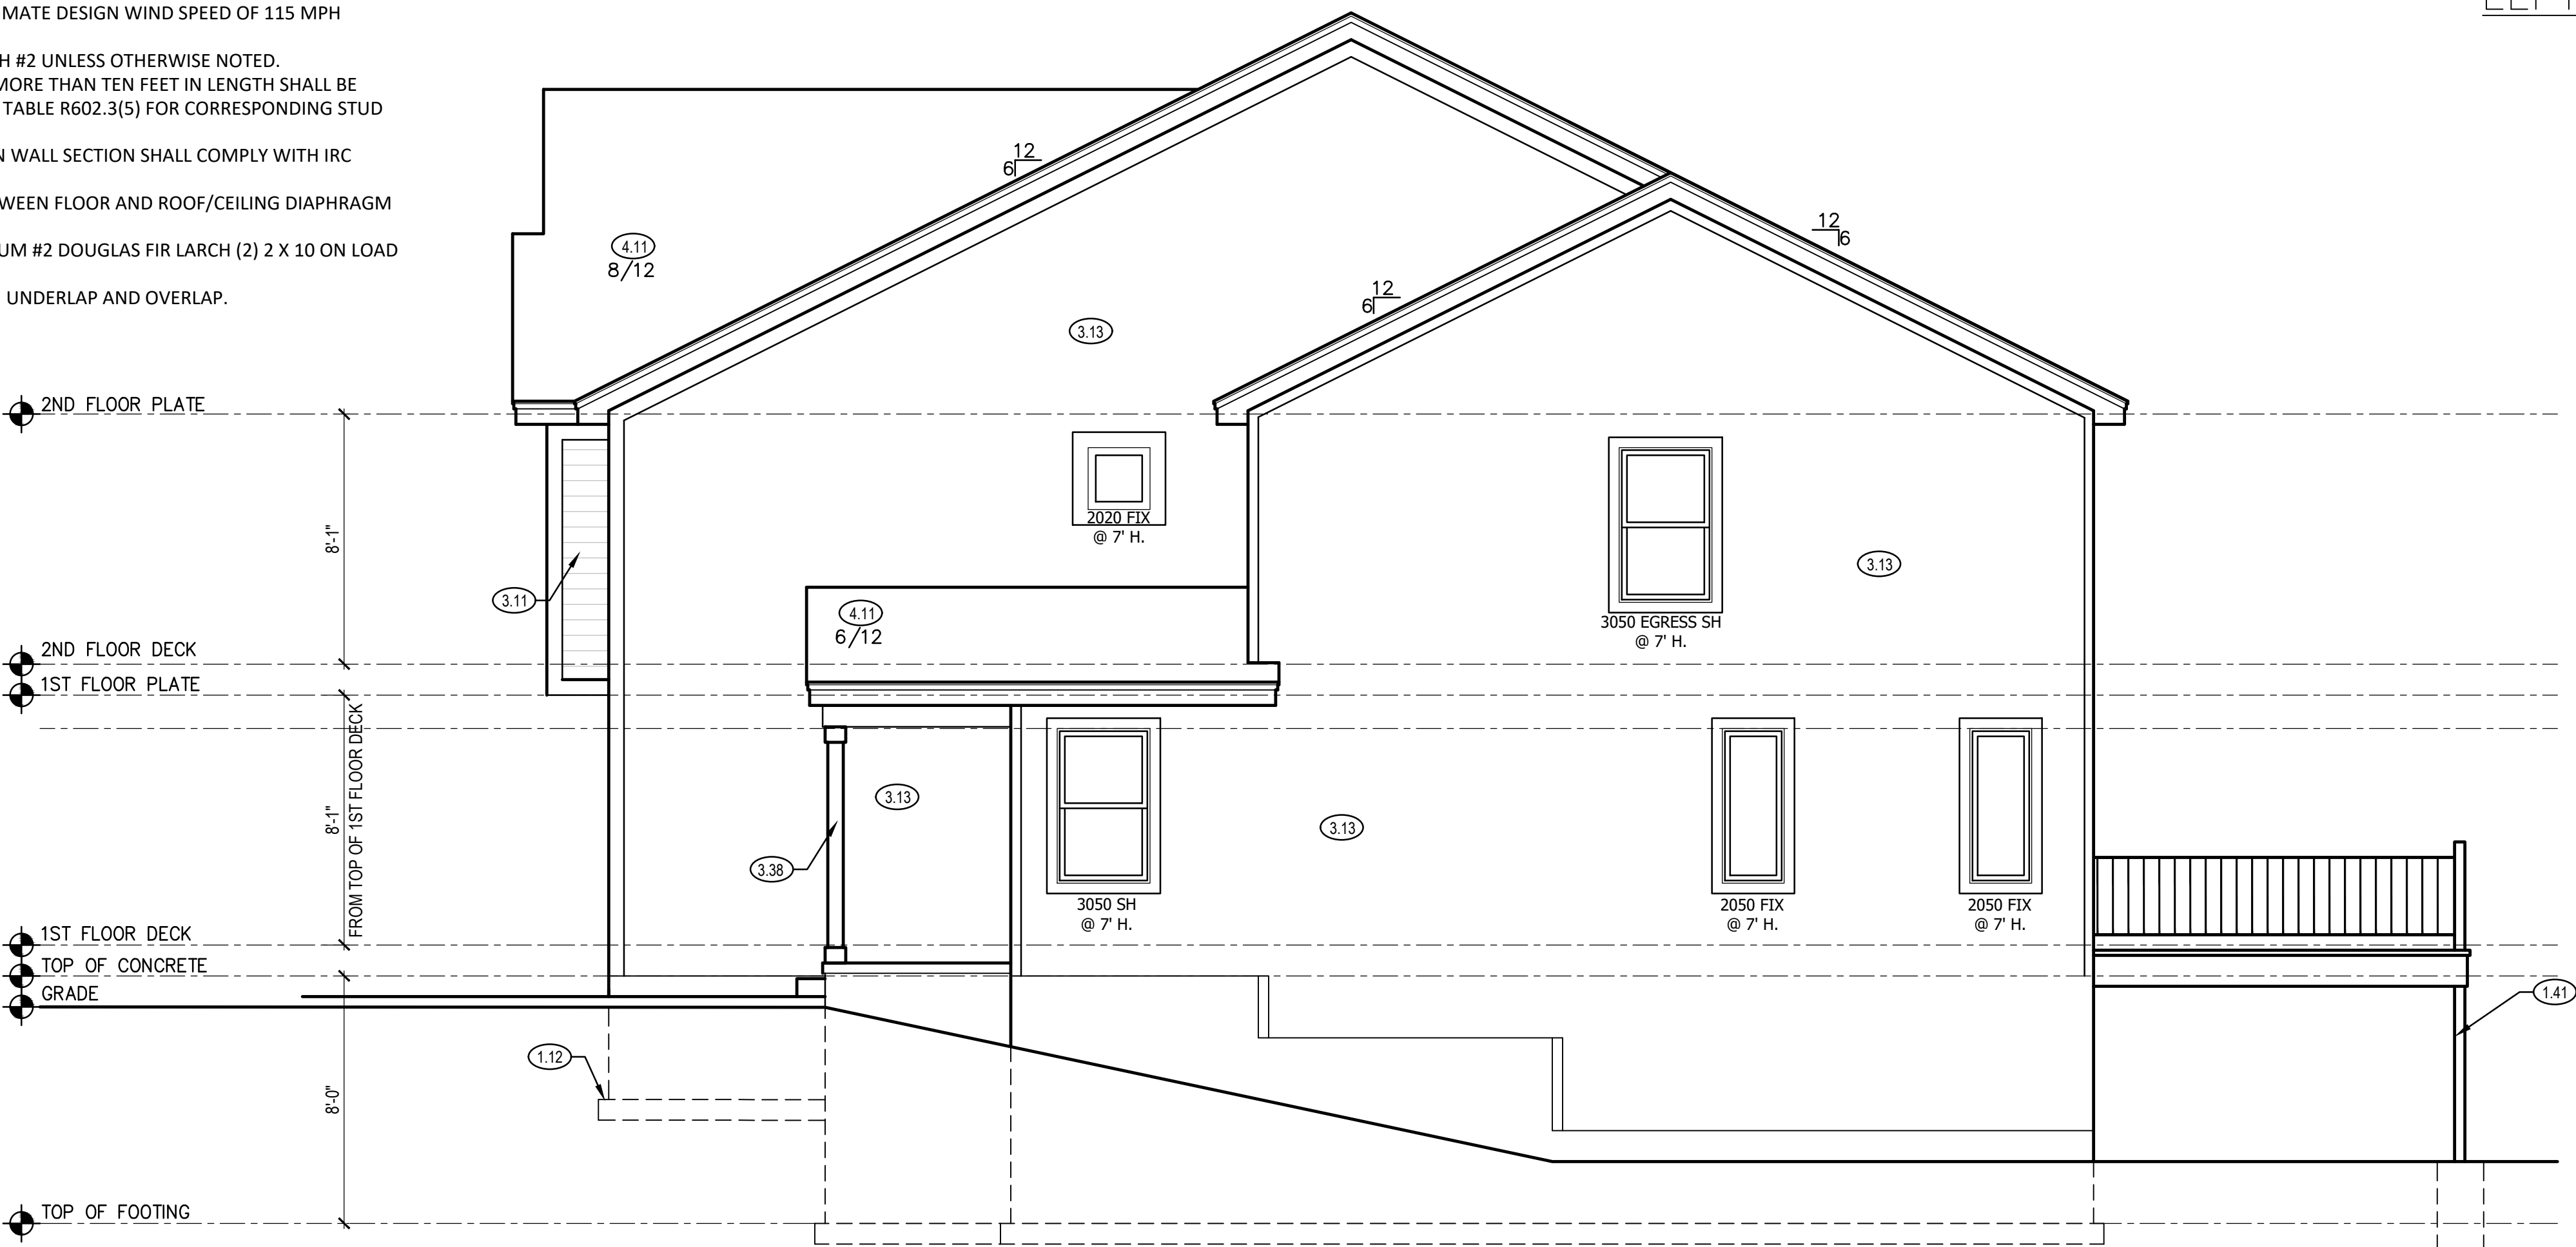 MATE DESIGN WIND SPEED OF 115 MPH
H #2 UNLESS OTHERWISE NOTED.
MORE THAN TEN FEET IN LENGTH SHALL BE
TABLE R602.3(5) FOR CORRESPONDING STUD
N WALL SECTION SHALL COMPLY WITH IRC
WEEN FLOOR AND ROOF/CEILING DIAPHRAGM
UM #2 DOUGLAS FIR LARCH (2) 2 X 10 ON LOAD
UNDERLAP AND OVERLAP.
12
6
12
6
4.11
8/12
12
6
3.13
2ND FLOOR PLATE
2020 FIX
@ 7' H.
8'-1"
3.13
3.11
4.11
6/12
3050 EGRESS SH
@ 7' H.
2ND FLOOR DECK
1ST FLOOR PLATE
8'-1"
FROM TOP OF 1ST FLOOR DECK
3.13
3.13
3.38
3050 SH
@ 7' H.
2050 FIX
@ 7' H.
2050 FIX
@ 7' H.
1ST FLOOR DECK
TOP OF CONCRETE
GRADE
1.41
1.12
8'-0"
TOP OF FOOTING